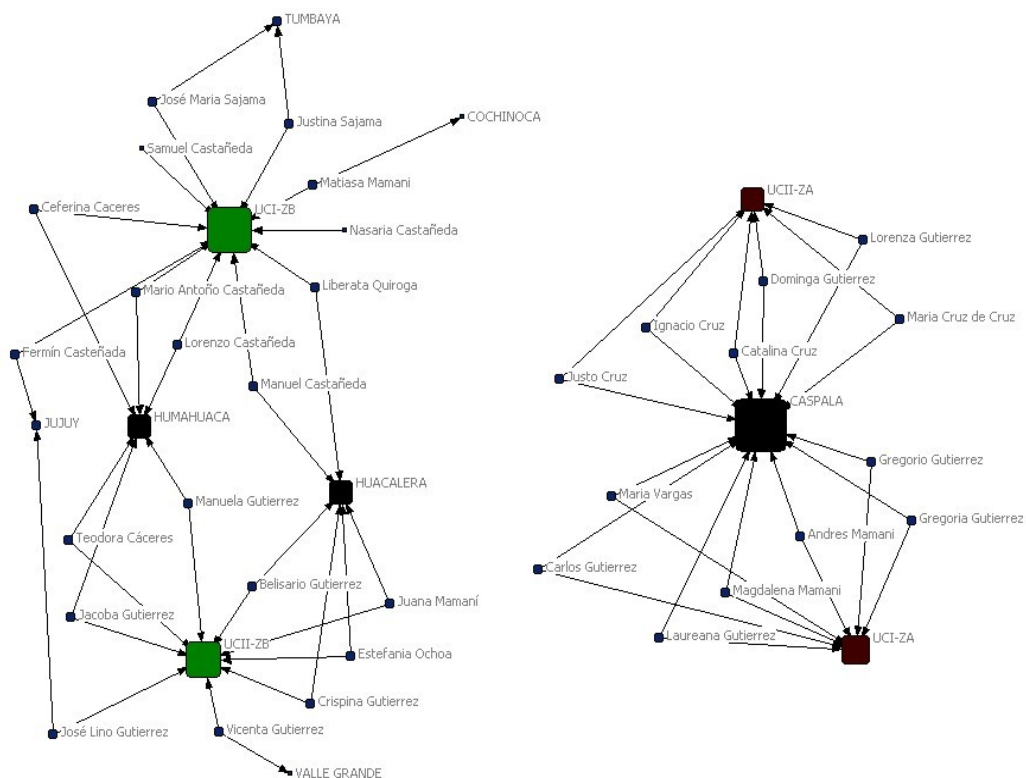 TUMBAYA
José Maria Sajama
COCHINOCA
Justina Sajama
Samuel Castañeda
Matiasa Mamani
UCII-ZA
Ceferina Caceres
UCI-ZB
Nasaria Castañeda
Lorenza Gutierrez
Dominga Gutierrez
Mario Antoño Castañeda
Liberata Quiroga
Maria Cruz de Cruz
Ignacio Cruz
Lorenzo Castañeda
Fermín Casteñada
Catalina Cruz
Justo Cruz
Manuel Castañeda
CASPALA
HUMAHUACA
JUJUY
Gregorio Gutierrez
HUACALERA
Maria Vargas
Manuela Gutierrez
Gregoria Gutierrez
Andres Mamani
Teodora Cáceres
Carlos Gutierrez
Belisario Gutierrez
Magdalena Mamani
Juana Mamaní
Jacoba Gutierrez
Laureana Gutierrez
UCII-ZB
UCI-ZA
Estefania Ochoa
Crispina Gutierrez
José Lino Gutierrez
Vicenta Gutierrez
VALLE GRANDE